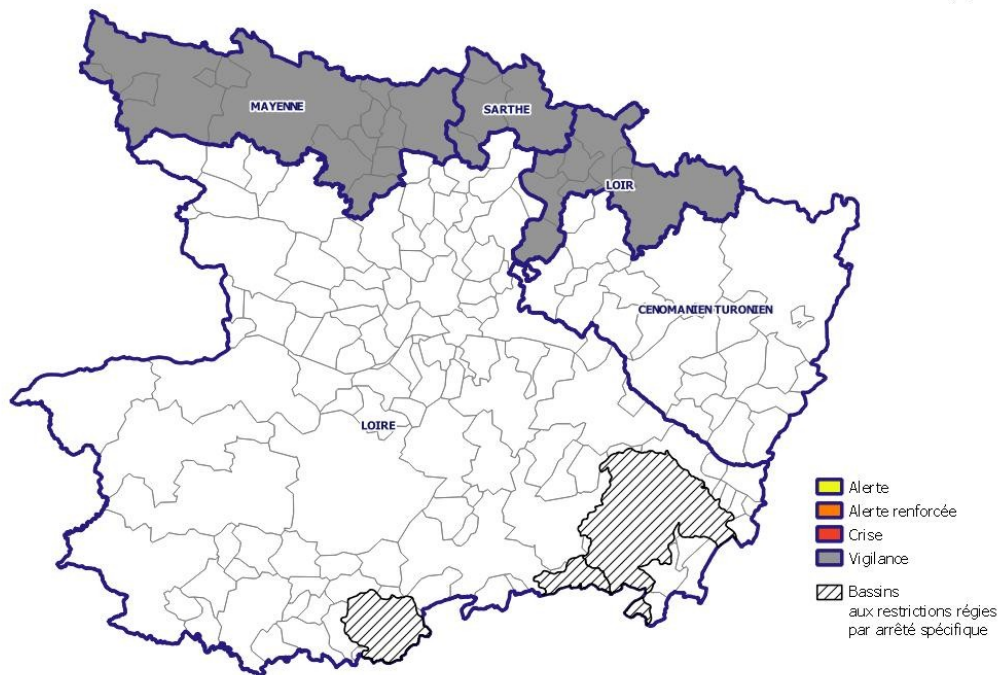 MAYENNE
SARTHE
LOIR
CENOMANIEN TURONIEN
LOIRE
Alerte
Alerte renforcée
Crise
Vigilance
Bassins
aux restrictions régies
par arrêté spécifique